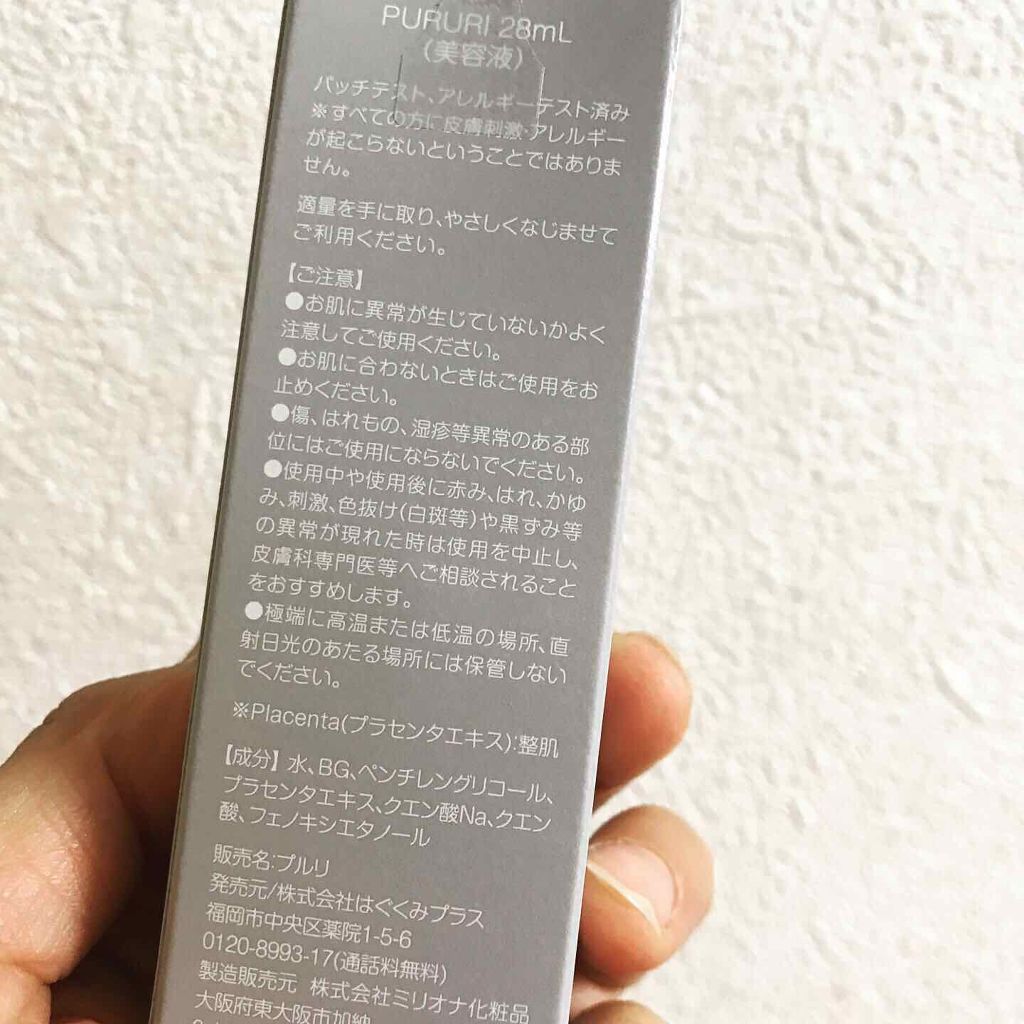 PURURI 28mL
(美容液)
パッチテスト、アレルギーテスト済み
※すべての方に皮膚刺激・アレルギー
が起こらないということではありま
せん。
適量を手に取り、やさしくなじませて
ご利用ください。
【ご注意】
●お肌に異常が生じていないかよく
注意してご使用ください。
●お肌に合わないときはご使用をお
止めください。
●傷、はれもの、湿疹等異常のある部
位にはご使用にならないでください。
●使用中や使用後に赤み、はれ、かゆ
み、刺激、色抜け(白斑等)や黒ずみ等
の異常が現れた時は使用を中止し、
皮膚科専門医等へご相談されること
をおすすめします。
●極端に高温または低温の場所、直
射日光のあたる場所には保管しない
でください。
※Placenta(プラセンタエキス):整肌
【成分】水、BG、ペンチレングリコール、
プラセンタエキス、クエン酸Na、クエン
酸、フェノキシエタノール
販売名:プルリ
発売元/株式会社はぐくみプラス
福岡市中央区薬院1-5-6
0120-8993-17(通話料無料)
製造販売元 株式会社ミリオナ化粧品
大阪府東大阪市加納